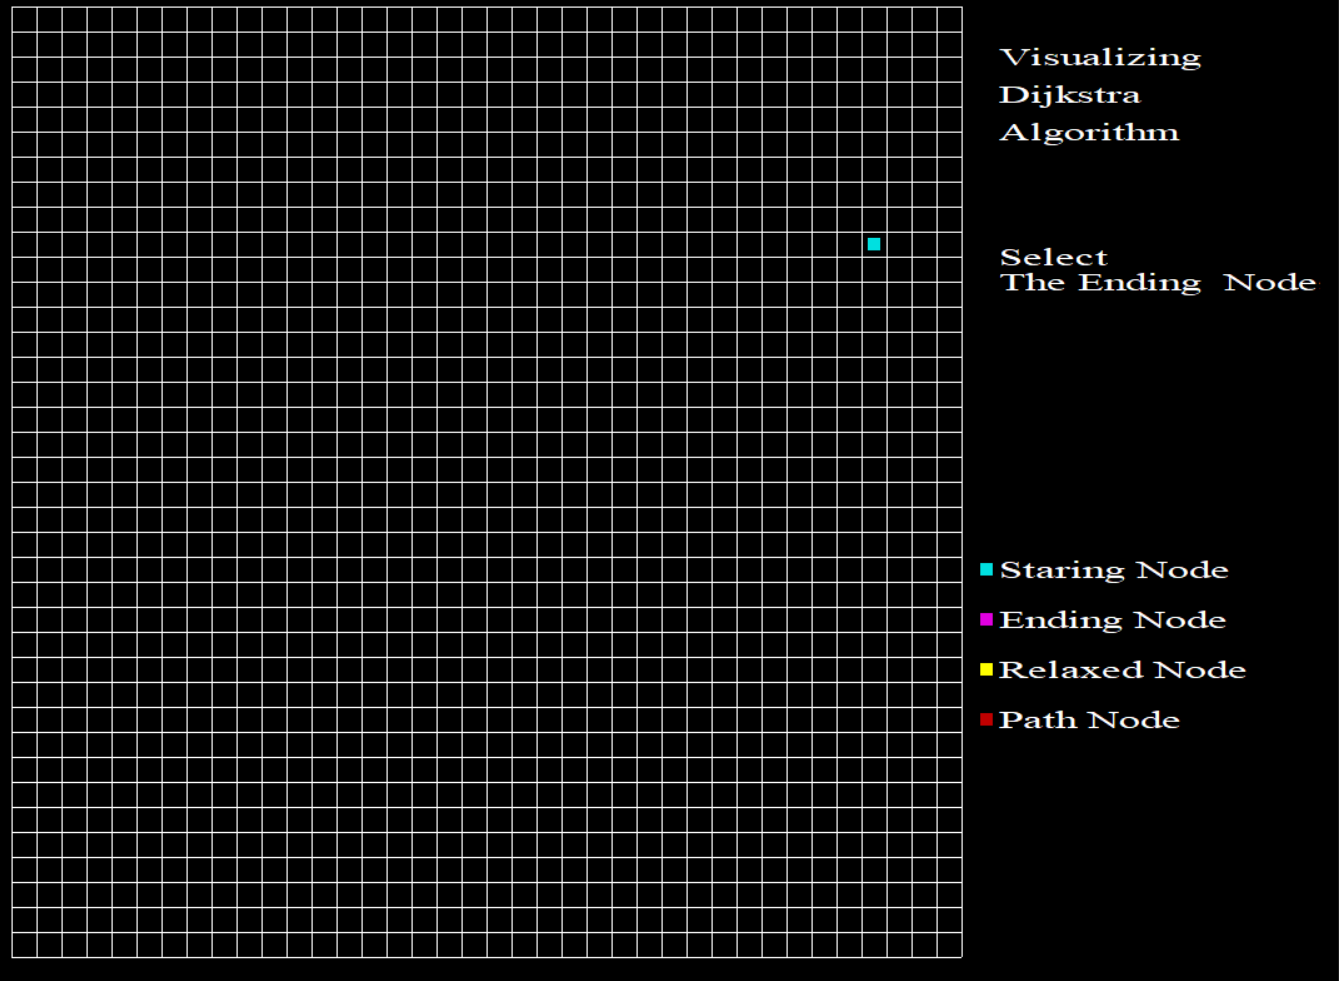 Visualizing
Dijkstra
Algorithm
Select
The Ending Node
Staring Node
Ending Node
Relaxed Node
Path Node